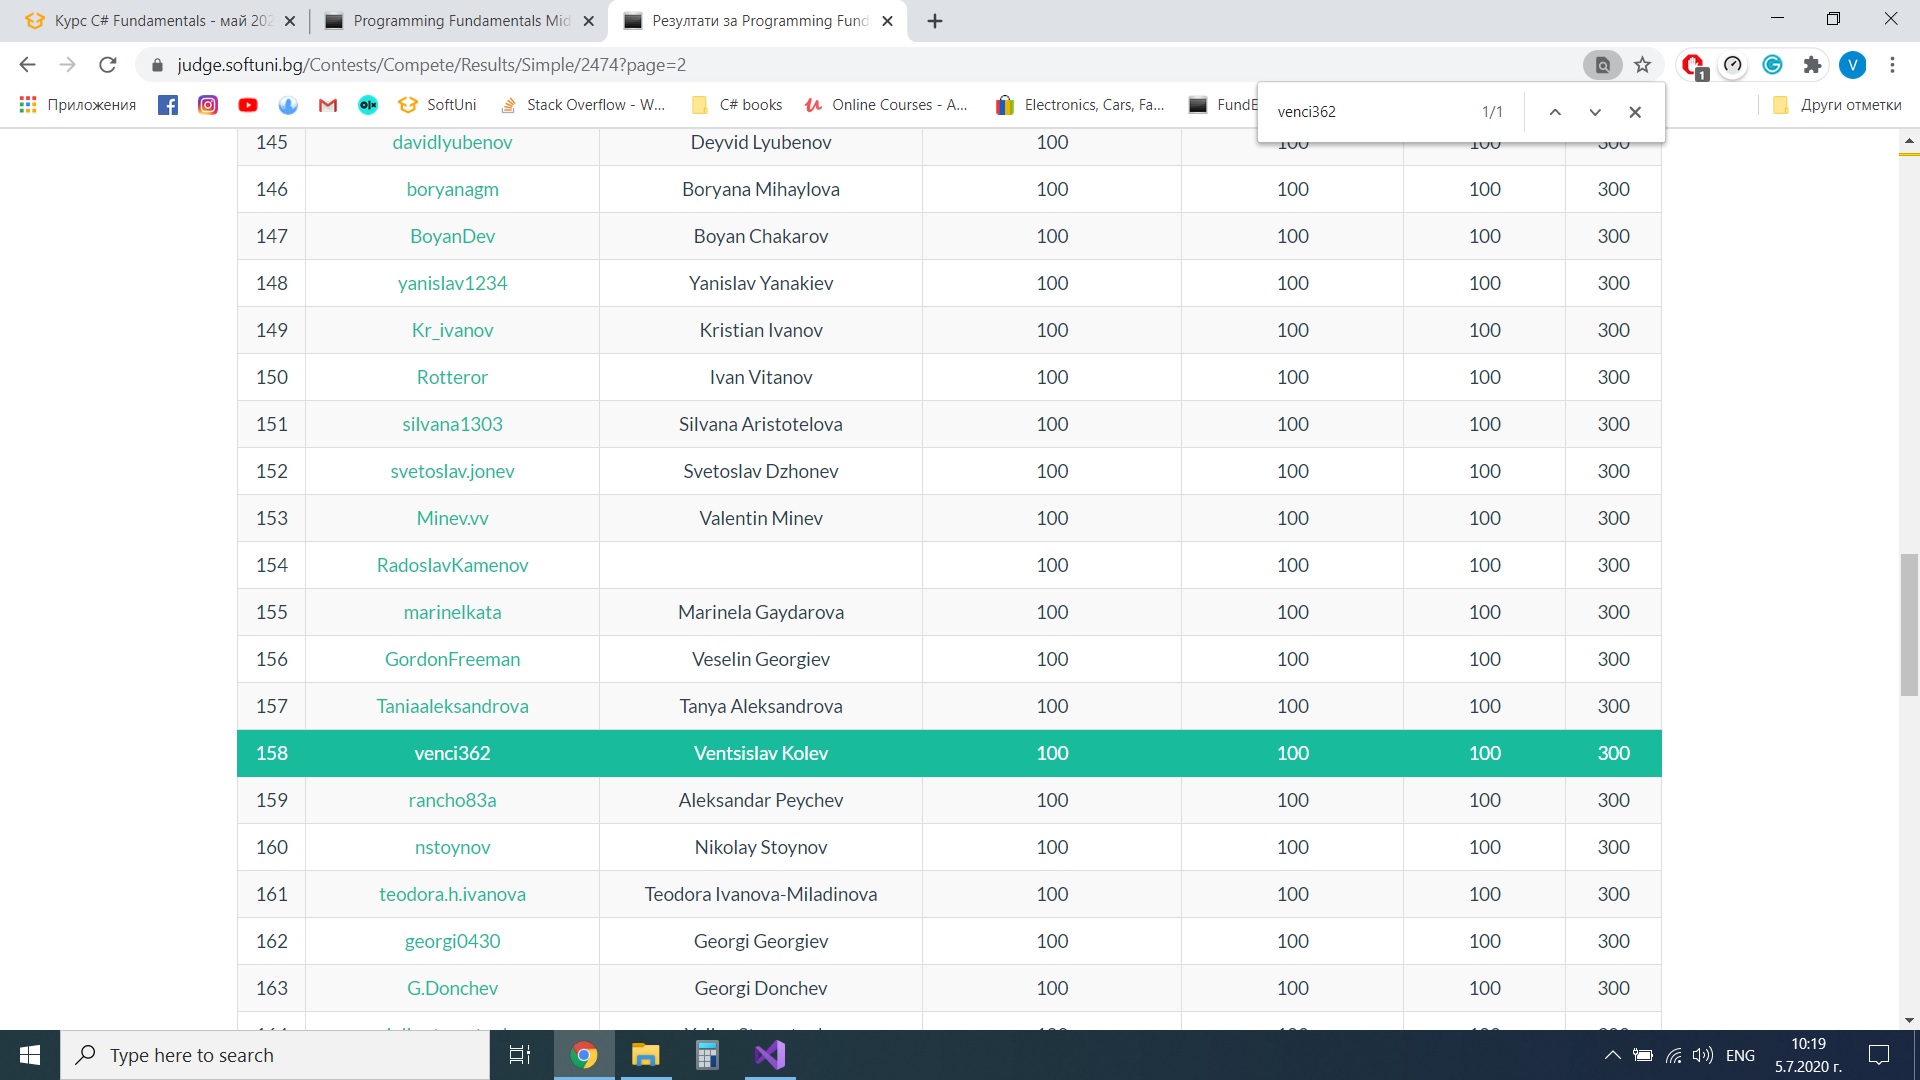 Курс C# Fundamentals - май 202
Programming Fundamentals Mid
Резултати за Programming Fund
judge.softuni.bg/Contests/Compete/Results/Simple/2474?page=2
1
V
Приложения
olx
SoftUni
Stack Overflow - W...
C# books
Online Courses - A...
Electronics, Cars, Fa...
FundE
Други отметки
venci362 1/1
145 davidlyubenov Deyvid Lyubenov 100 100 100 300
146 boryanagm Boryana Mihaylova 100 100 100 300
147 BoyanDev Boyan Chakarov 100 100 100 300
148 yanislav1234 Yanislav Yanakiev 100 100 100 300
149 Kr_ivanov Kristian Ivanov 100 100 100 300
150 Rotteror Ivan Vitanov 100 100 100 300
151 silvana1303 Silvana Aristotelova 100 100 100 300
152 svetoslav.jonev Svetoslav Dzhonev 100 100 100 300
153 Minev.vv Valentin Minev 100 100 100 300
154 RadoslavKamenov 100 100 100 300
155 marinelkata Marinela Gaydarova 100 100 100 300
156 GordonFreeman Veselin Georgiev 100 100 100 300
157 Taniaaleksandrova Tanya Aleksandrova 100 100 100 300
158 venci362 Ventsislav Kolev 100 100 100 300
159 rancho83a Aleksandar Peychev 100 100 100 300
160 nstoynov Nikolay Stoynov 100 100 100 300
161 teodora.h.ivanova Teodora Ivanova-Miladinova 100 100 100 300
162 georgi0430 Georgi Georgiev 100 100 100 300
163 G.Donchev Georgi Donchev 100 100 100 300
Type here to search
ENG
10:19
5.7.2020 г.